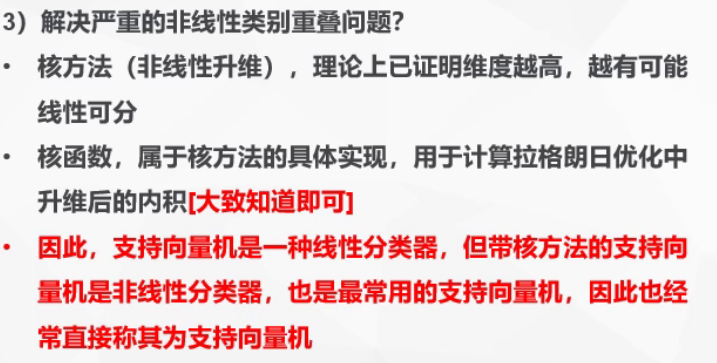 3）解决严重的非线性类别重叠问题？
• 核方法（非线性升维），理论上已证明维度越高，越有可能
线性可分
• 核函数，属于核方法的具体实现，用于计算拉格朗日优化中
升维后的内积[大致知道即可]
• 因此，支持向量机是一种线性分类器，但带核方法的支持向
量机是非线性分类器，也是最常用的支持向量机，因此也经
常直接称其为支持向量机